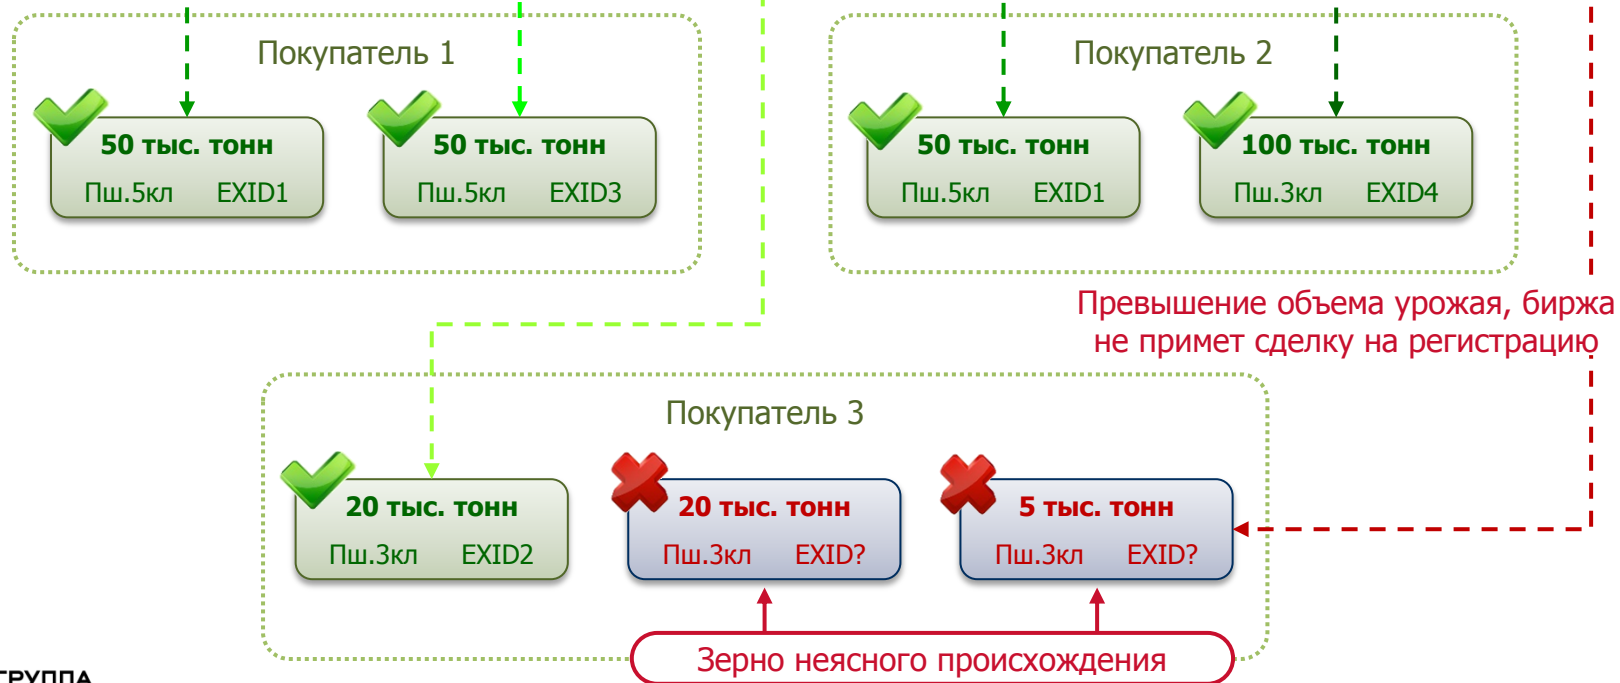 Покупатель 1
50 тыс. тонн
Пш.5кл EXID1
50 тыс. тонн
Пш.5кл EXID3
Покупатель 2
50 тыс. тонн
Пш.5кл EXID1
100 тыс. тонн
Пш.3кл EXID4
Превышение объема урожая, биржа
не примет сделку на регистрацию
Покупатель 3
20 тыс. тонн
Пш.3кл EXID2
20 тыс. тонн
Пш.3кл EXID?
5 тыс. тонн
Пш.3кл EXID?
Зерно неясного происхождения
ГРУППА